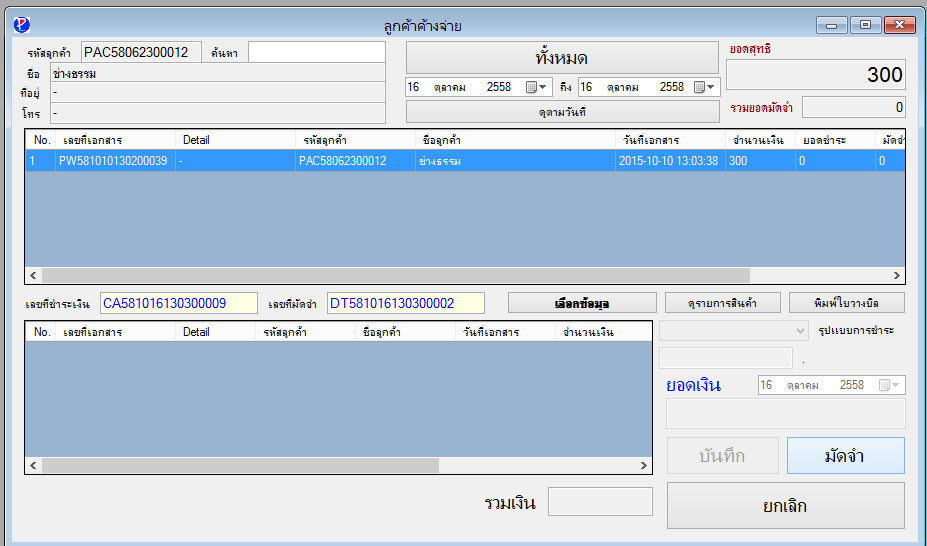 ลูกค้าค้างจ่าย
รหัสลูกค้า PAC58062300012 ค้นหา
ชื่อ ช่างธรรม
ที่อยู่ -
โทร -
ทั้งหมด
16 ตุลาคม 2558 ถึง 16 ตุลาคม 2558
ดูตามวันที่
ยอดสุทธิ
300
รวมยอดมัดจำ 0
No. เลขที่เอกสาร Detail รหัสลูกค้า ชื่อลูกค้า วันที่เอกสาร จำนวนเงิน ยอดชำระ มัดจำ
1 PW581010130200039 - PAC58062300012 ช่างธรรม 2015-10-10 13:03:38 300 0 0
เลขที่ชำระเงิน CA581016130300009 เลขที่มัดจำ DT581016130300002 เลือกข้อมูล ดูรายการสินค้า พิมพ์ใบวางบิล
No. เลขที่เอกสาร Detail รหัสลูกค้า ชื่อลูกค้า วันที่เอกสาร จำนวนเงิน
รูปแบบการชำระ
.
ยอดเงิน 16 ตุลาคม 2558
บันทึก มัดจำ
รวมเงิน
ยกเลิก